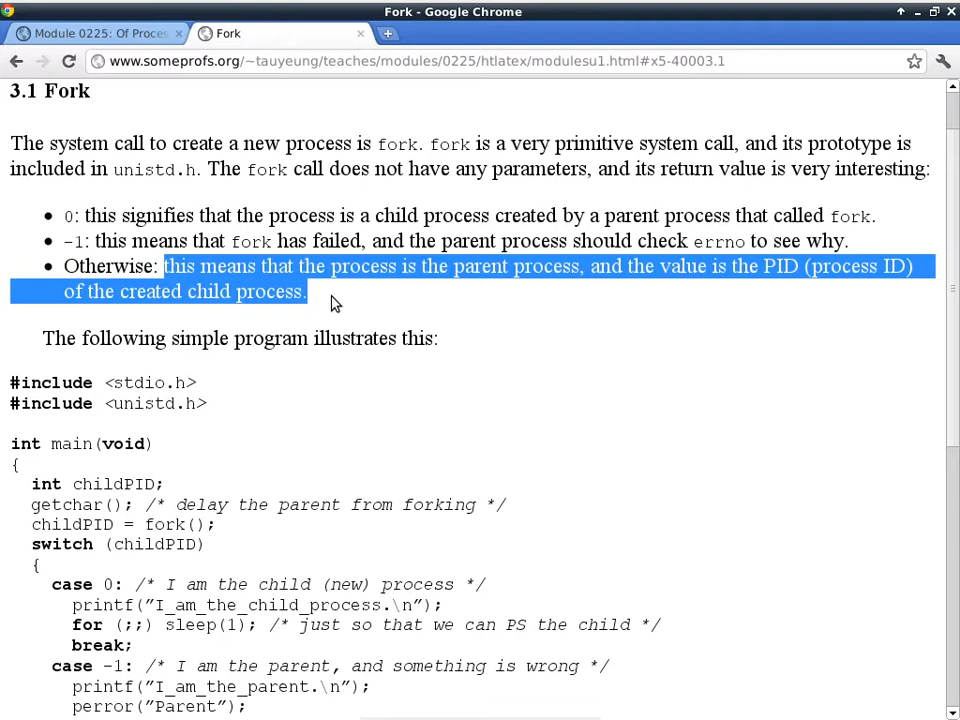 Fork - Google Chrome
Module 0225: Of Proces
Fork
www.someprofs.org/~tauyeung/teaches/modules/0225/htlatex/modulesu1.html#x5-40003.1
3.1 Fork
The system call to create a new process is fork. fork is a very primitive system call, and its prototype is
included in unistd.h. The fork call does not have any parameters, and its return value is very interesting:
• 0: this signifies that the process is a child process created by a parent process that called fork.
• -1: this means that fork has failed, and the parent process should check errno to see why.
• Otherwise: this means that the process is the parent process, and the value is the PID (process ID)
of the created child process.
The following simple program illustrates this:
#include <stdio.h>
#include <unistd.h>
int main(void)
{
int childPID;
getchar(); /* delay the parent from forking */
childPID = fork();
switch (childPID)
{
case 0: /* I am the child (new) process */
printf(”I_am_the_child_process.\n”);
for (;;) sleep(1); /* just so that we can PS the child */
break;
case -1: /* I am the parent, and something is wrong */
printf(”I_am_the_parent.\n”);
perror(”Parent”);